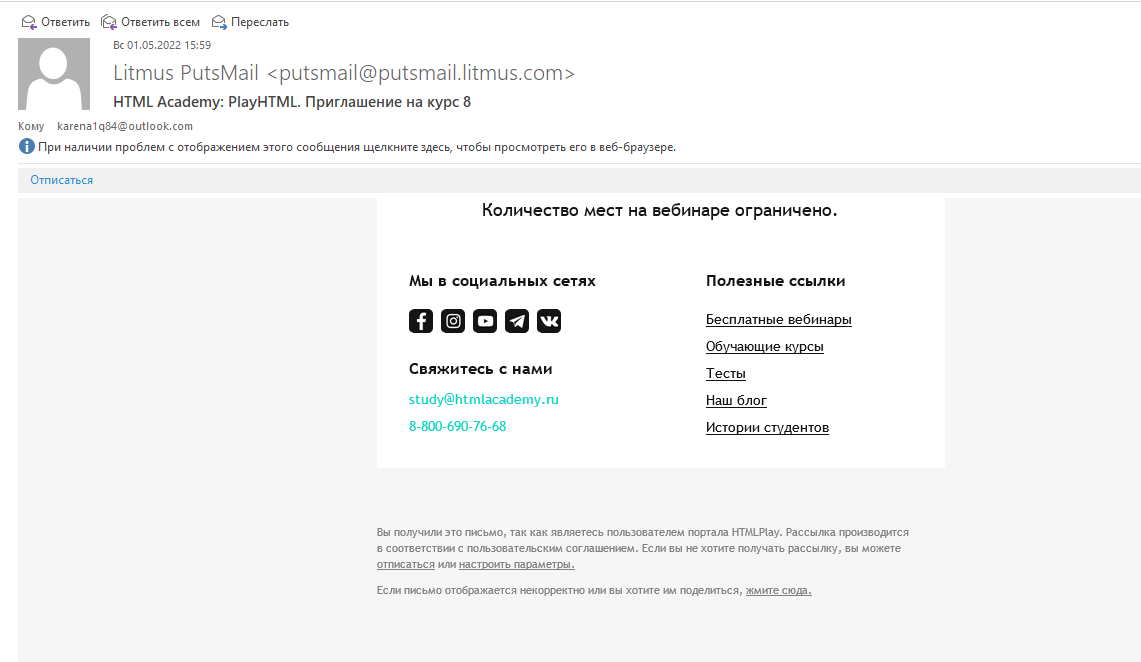 Ответить Ответить всем Переслать
Вс 01.05.2022 15:59
Litmus PutsMail <putsmail@putsmail.litmus.com>
HTML Academy: PlayHTML. Приглашение на курс 8
Кому karena1q84@outlook.com
При наличии проблем с отображением этого сообщения щелкните здесь, чтобы просмотреть его в веб-браузере.
Отписаться
Количество мест на вебинаре ограничено.
Мы в социальных сетях
Свяжитесь с нами
study@htmlacademy.ru
8-800-690-76-68
Полезные ссылки
Бесплатные вебинары
Обучающие курсы
Тесты
Наш блог
Истории студентов
Вы получили это письмо, так как являетесь пользователем портала HTMLPlay. Рассылка производится
в соответствии с пользовательским соглашением. Если вы не хотите получать рассылку, вы можете
отписаться или настроить параметры.
Если письмо отображается некорректно или вы хотите им поделиться, жмите сюда.